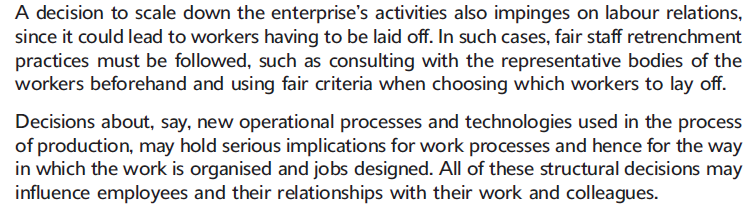 A decision to scale down the enterprise's activities also impinges on labour relations,
since it could lead to workers having to be laid off. In such cases, fair staff retrenchment
practices must be followed, such as consulting with the representative bodies of the
workers beforehand and using fair criteria when choosing which workers to lay off.
Decisions about, say, new operational processes and technologies used in the process
of production, may hold serious implications for work processes and hence for the way
in which the work is organised and jobs designed. All of these structural decisions may
influence employees and their relationships with their work and colleagues.